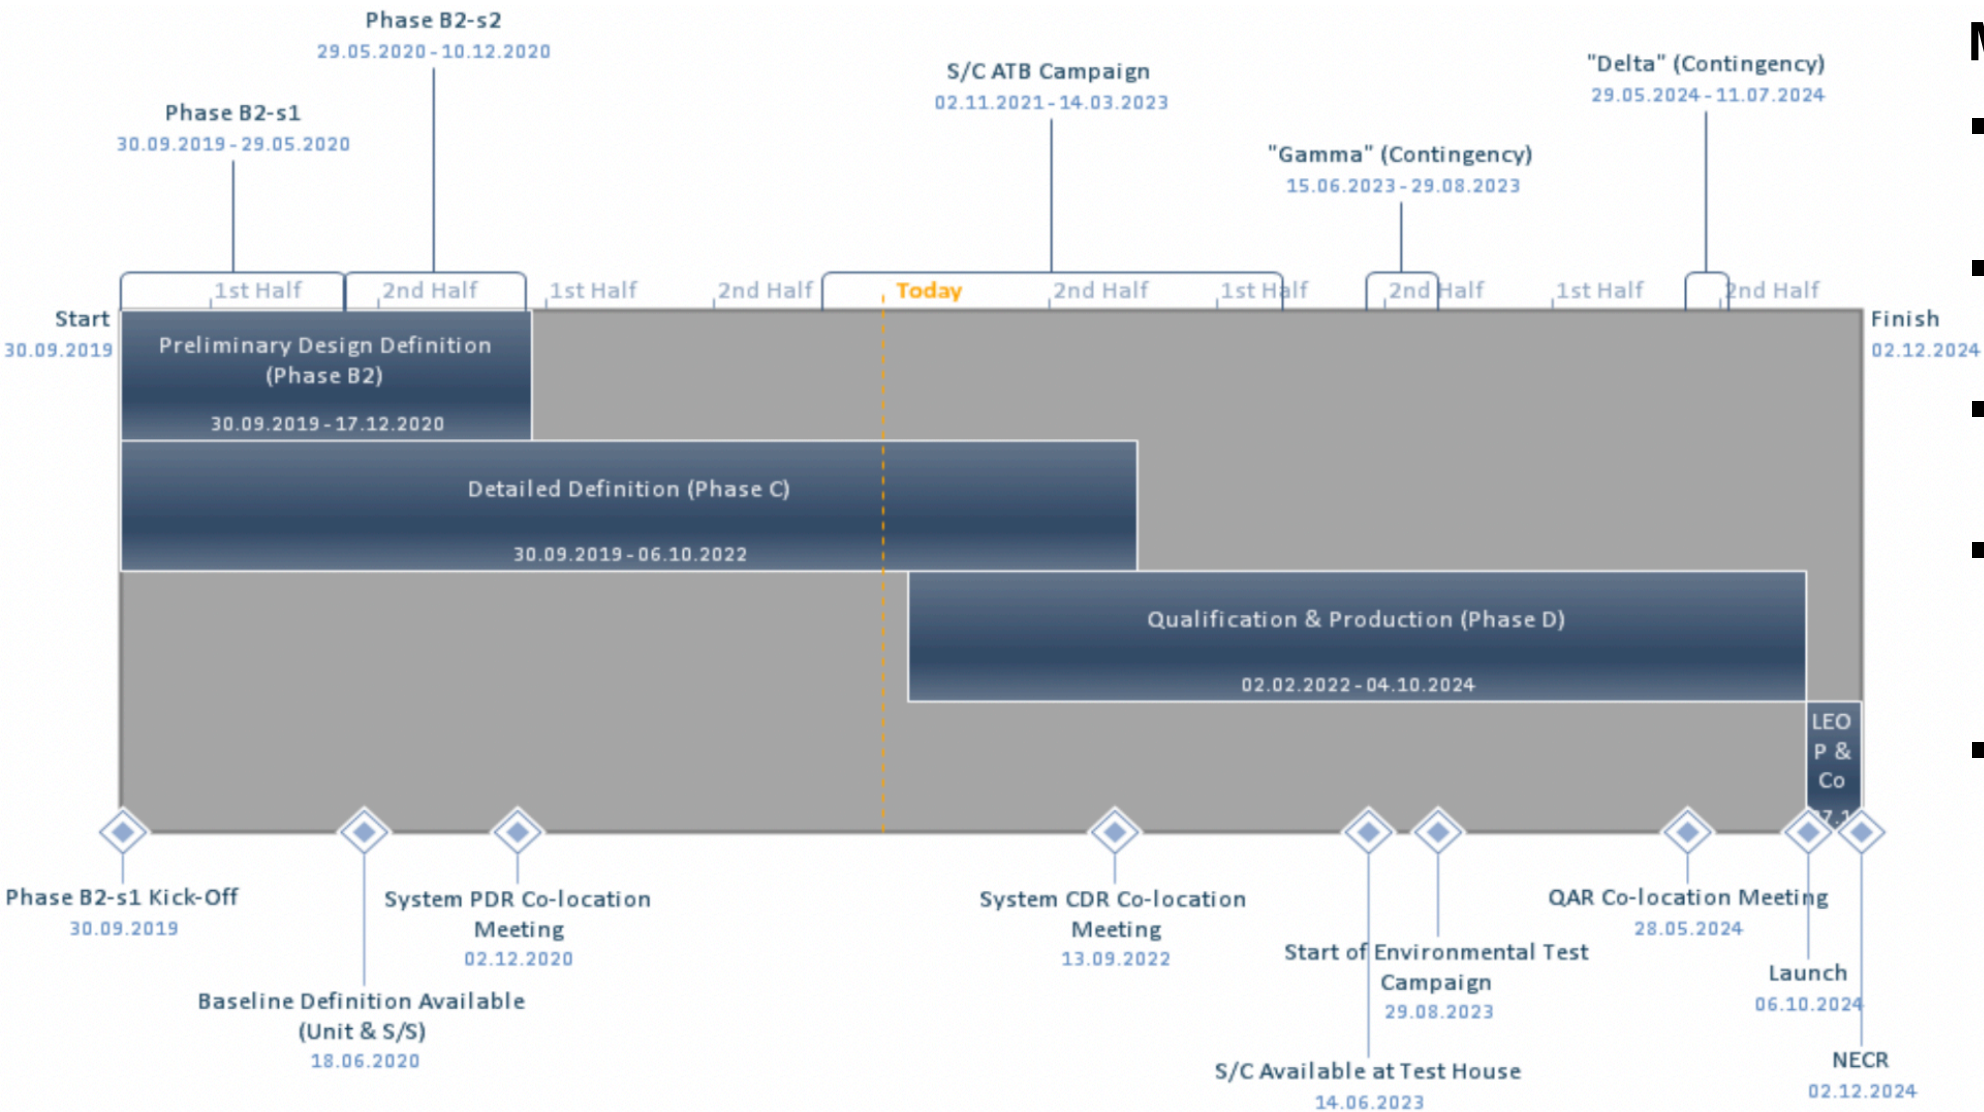 Phase B2-s2
29.05.2020-10.12.2020
Phase B2-s1
30.09.2019-29.05.2020
S/C ATB Campaign
02.11.2021-14.03.2023
"Delta" (Contingency)
29.05.2024-11.07.2024
"Gamma" (Contingency)
15.06.2023-29.08.2023
1st Half
2nd Half
1st Half
2nd Half
Today
2nd Half
1st Half
2nd Half
1st Half
2nd Half
Start
30.09.2019
Finish
02.12.2024
Preliminary Design Definition
(Phase B2)
30.09.2019-17.12.2020
Detailed Definition (Phase C)
30.09.2019-06.10.2022
Qualification & Production (Phase D)
02.02.2022-04.10.2024
LEO
P &
Co
Phase B2-s1 Kick-Off
30.09.2019
Baseline Definition Available
(Unit & S/S)
18.06.2020
System PDR Co-location
Meeting
02.12.2020
System CDR Co-location
Meeting
13.09.2022
S/C Available at Test House
14.06.2023
Start of Environmental Test
Campaign
29.08.2023
QAR Co-location Meeting
28.05.2024
Launch
06.10.2024
NECR
02.12.2024